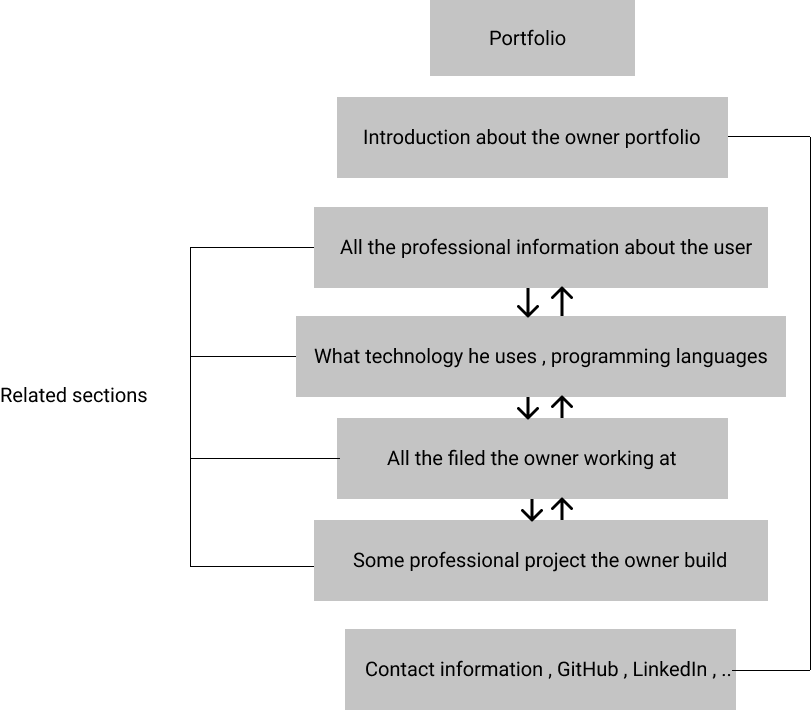 Portfolio
Introduction about the owner portfolio
All the professional information about the user
What technology he uses , programming languages
Related sections
All the filed the owner working at
Some professional project the owner build
Contact information , GitHub , LinkedIn , ..